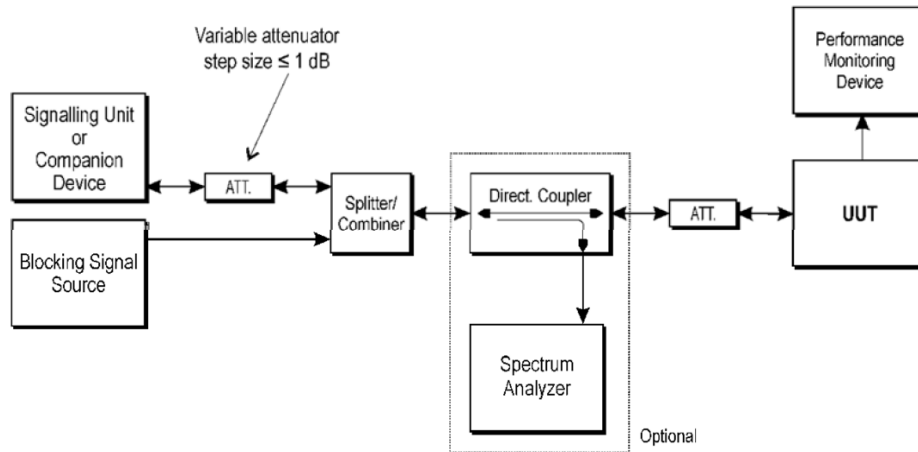 Variable attenuator
step size ≤ 1 dB
Performance
Monitoring
Device
Signalling Unit
or
Companion
Device
ATT.
Splitter/
Combiner
Direct. Coupler
ATT.
UUT
Blocking Signal
Source
Spectrum
Analyzer
Optional